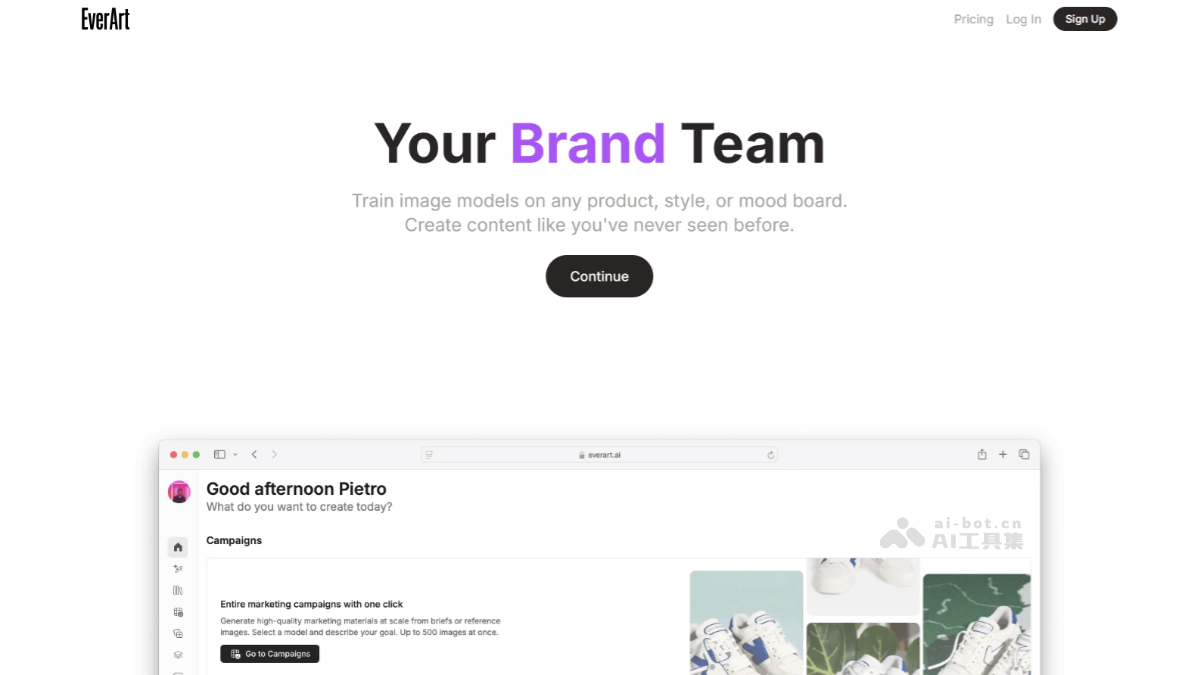 EverArt
Pricing Log In Sign Up
Your Brand Team
Train image models on any product, style, or mood board.
Create content like you've never seen before.
Continue
everart.ai
Good afternoon Pietro
What do you want to create today?
ai-bot.cn
AI工具集
Campaigns
Entire marketing campaigns with one click
Generate high-quality marketing materials at scale from briefs or reference
images. Select a model and describe your goal. Up to 500 images at once.
Go to Campaigns